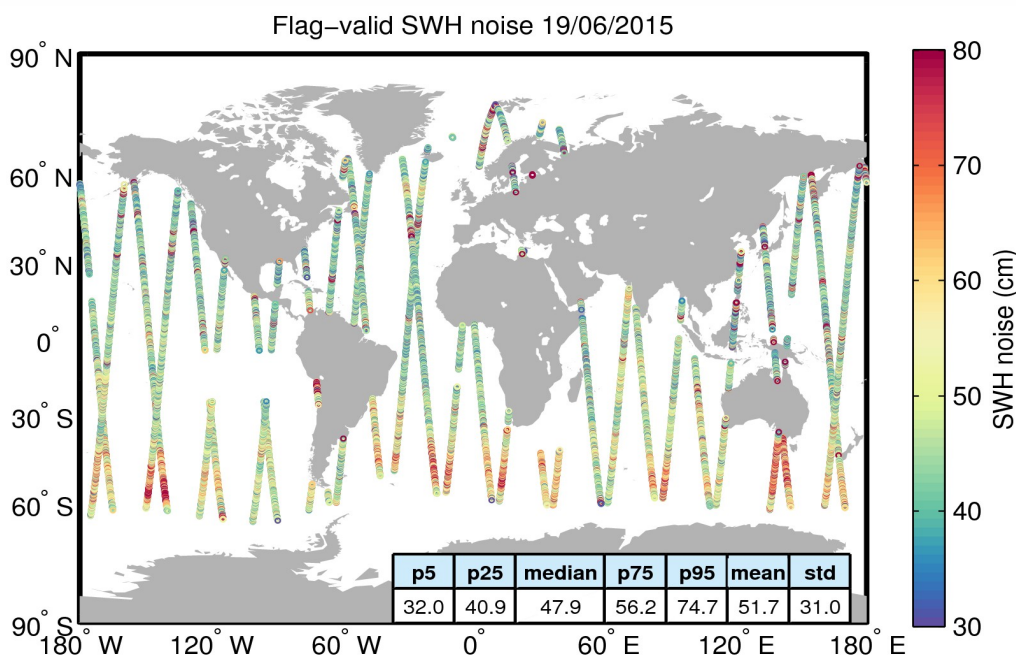 Flag−valid SWH noise 19/06/2015
90° N
60° N
30° N
0°
30° S
60° S
90° S
180° W
120° W
60° W
0°
60° E
120° E
180° E
80
70
60
50
40
30
SWH noise (cm)
p5 p25 median p75 p95 mean std
32.0 40.9 47.9 56.2 74.7 51.7 31.0